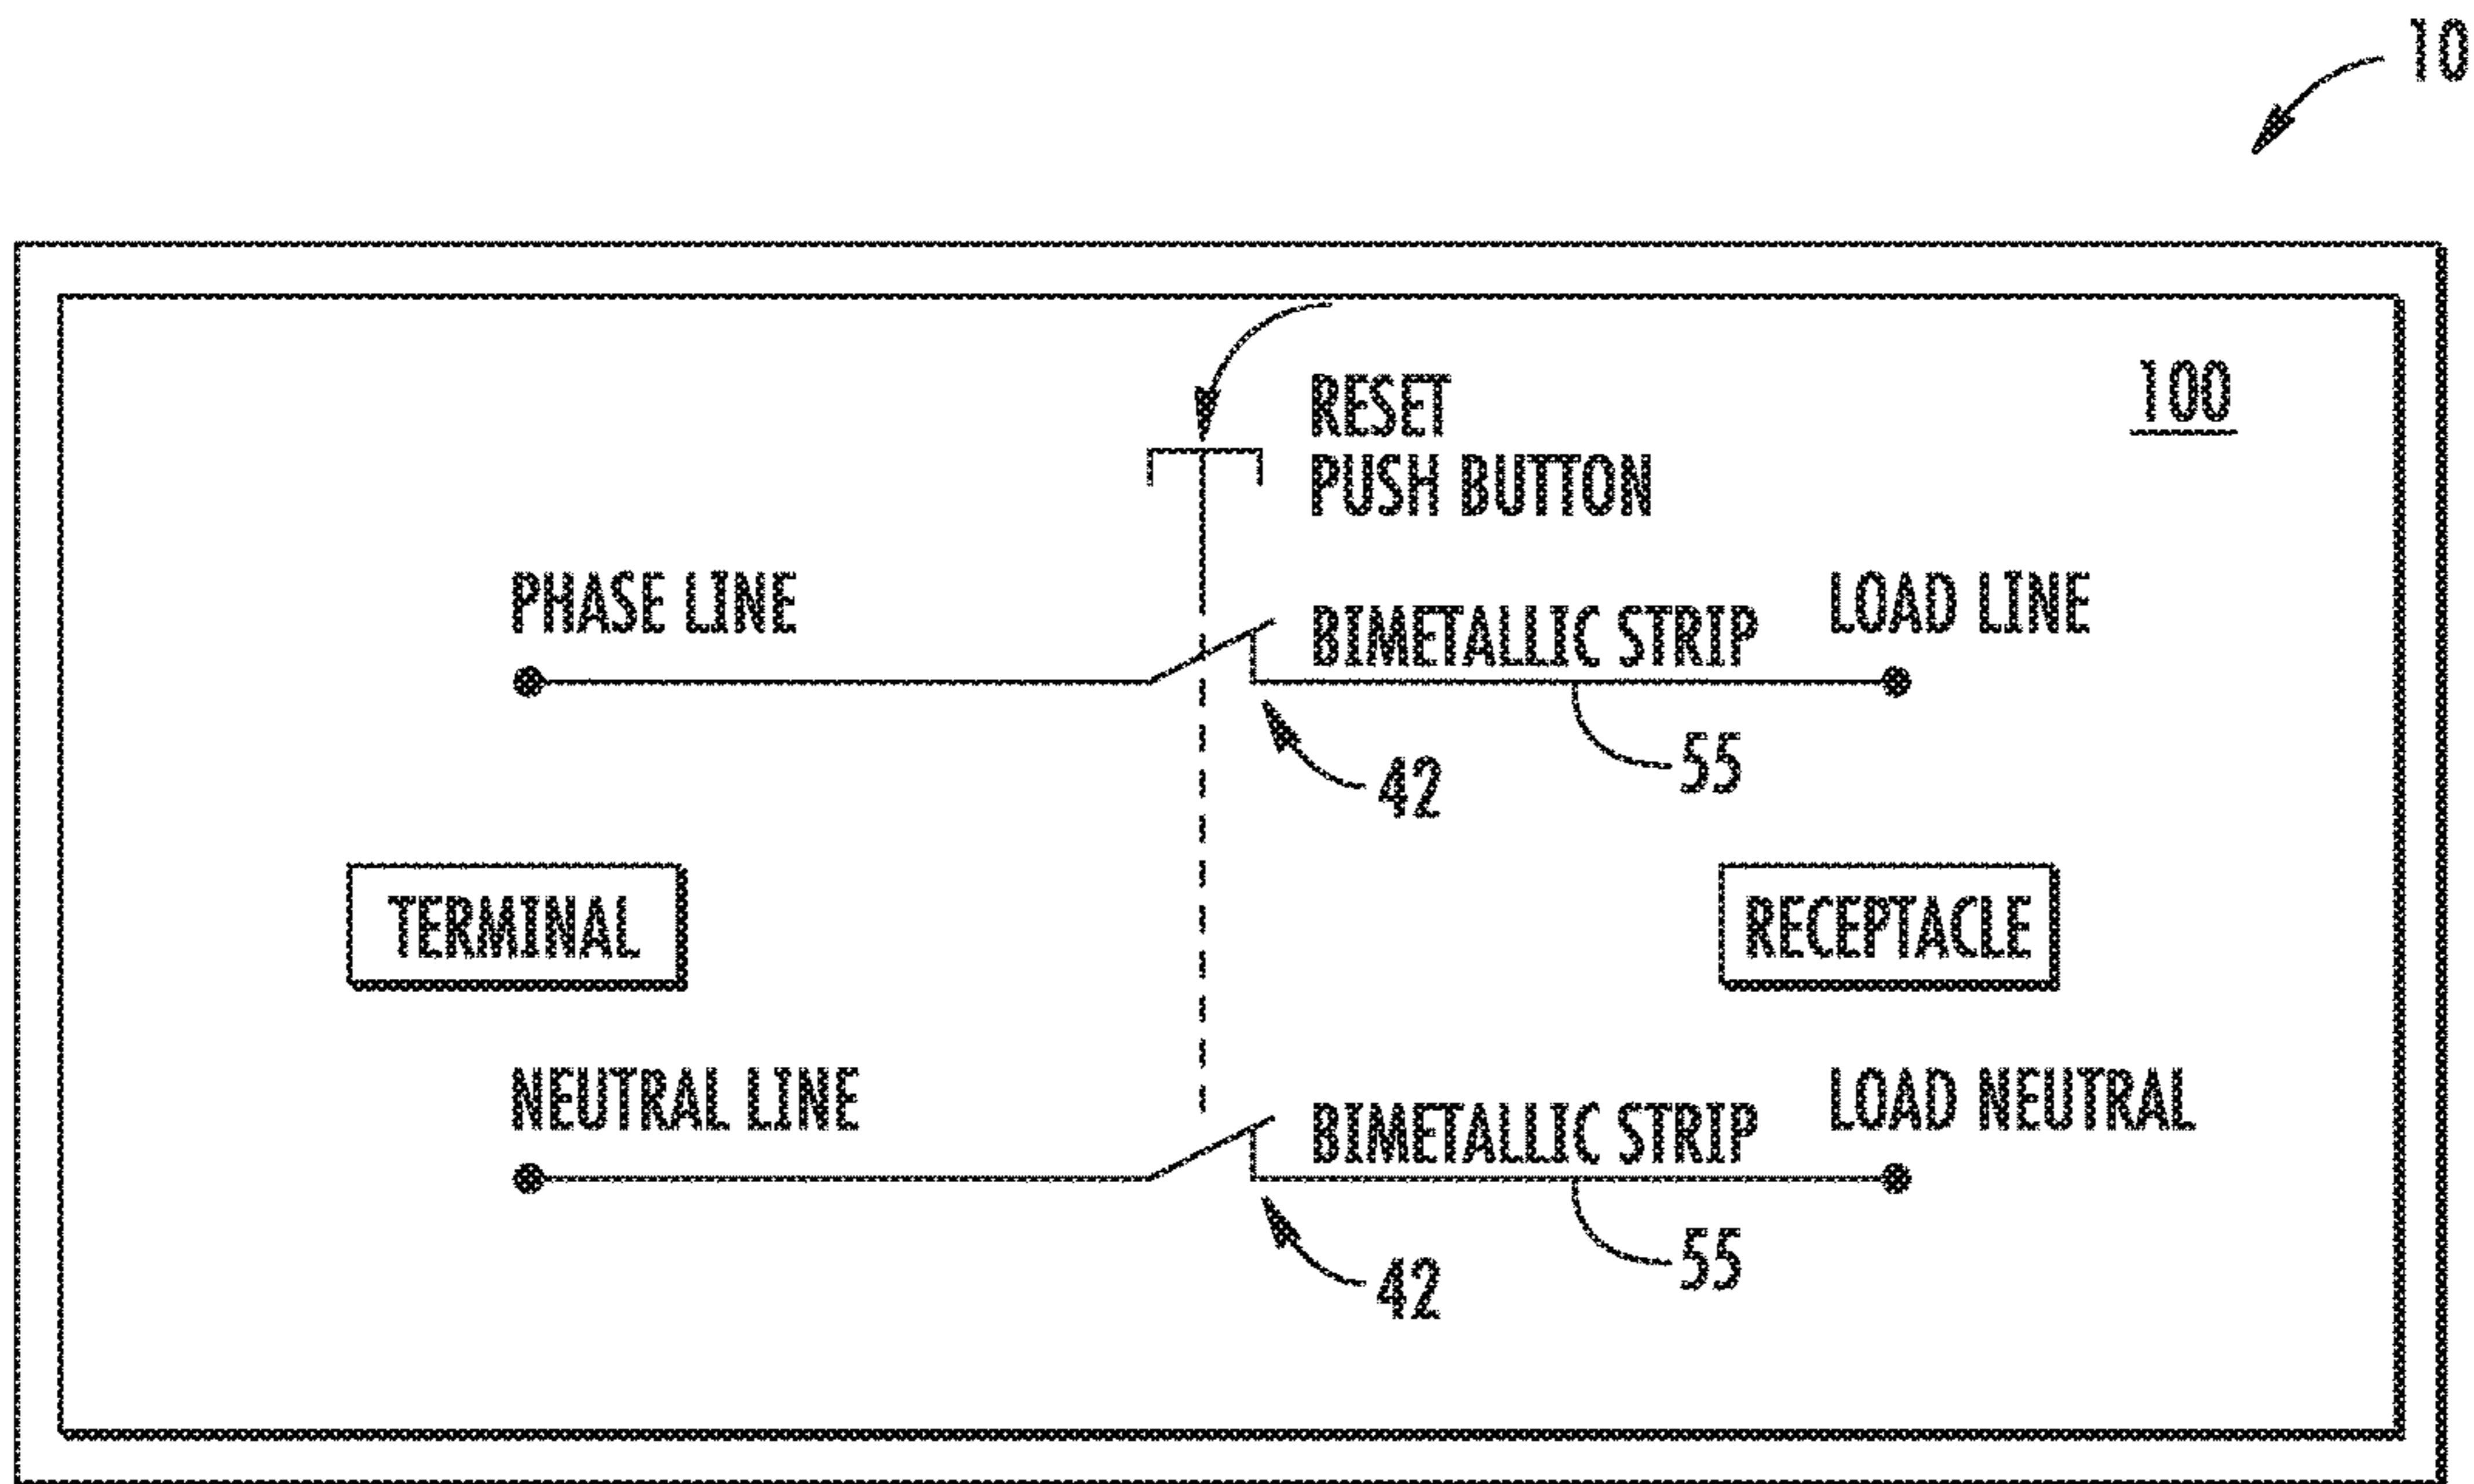 10
100
RESET
PUSH BUTTON
PHASE LINE
BIMETALLIC STRIP
LOAD LINE
42
55
TERMINAL
RECEPTACLE
NEUTRAL LINE
BIMETALLIC STRIP
LOAD NEUTRAL
42
55